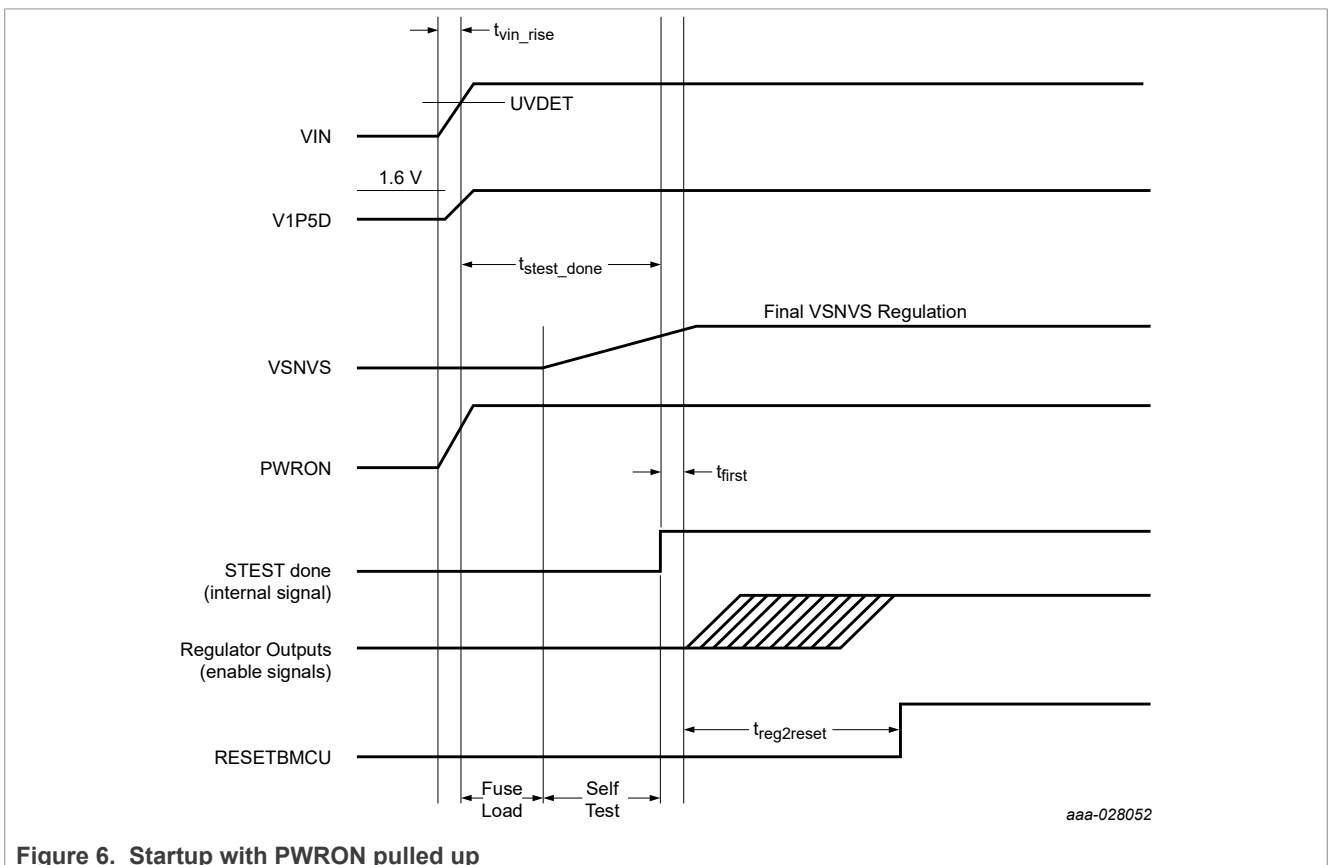 tvin_rise
UVDET
VIN
1.6 V
V1P5D
tstest_done
Final VSNVS Regulation
VSNVS
PWRON
tfirst
STEST done
(internal signal)
Regulator Outputs
(enable signals)
treg2reset
RESETBMCU
Fuse
Load
Self
Test
aaa-028052
Figure 6. Startup with PWRON pulled up